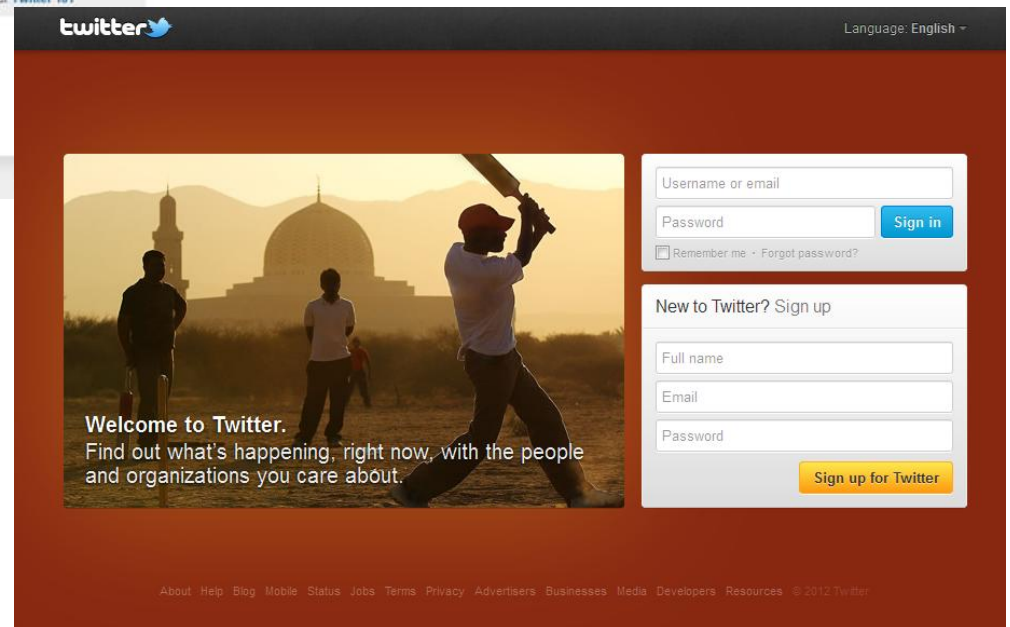 twitter
Language: English
Username or email
Password
Sign in
Remember me · Forgot password?
New to Twitter? Sign up
Full name
Email
Password
Sign up for Twitter
Welcome to Twitter.
Find out what's happening, right now, with the people
and organizations you care about.
About Help Blog Mobile Status Jobs Terms Privacy Advertisers Businesses Media Developers Resources © 2012 Twitter